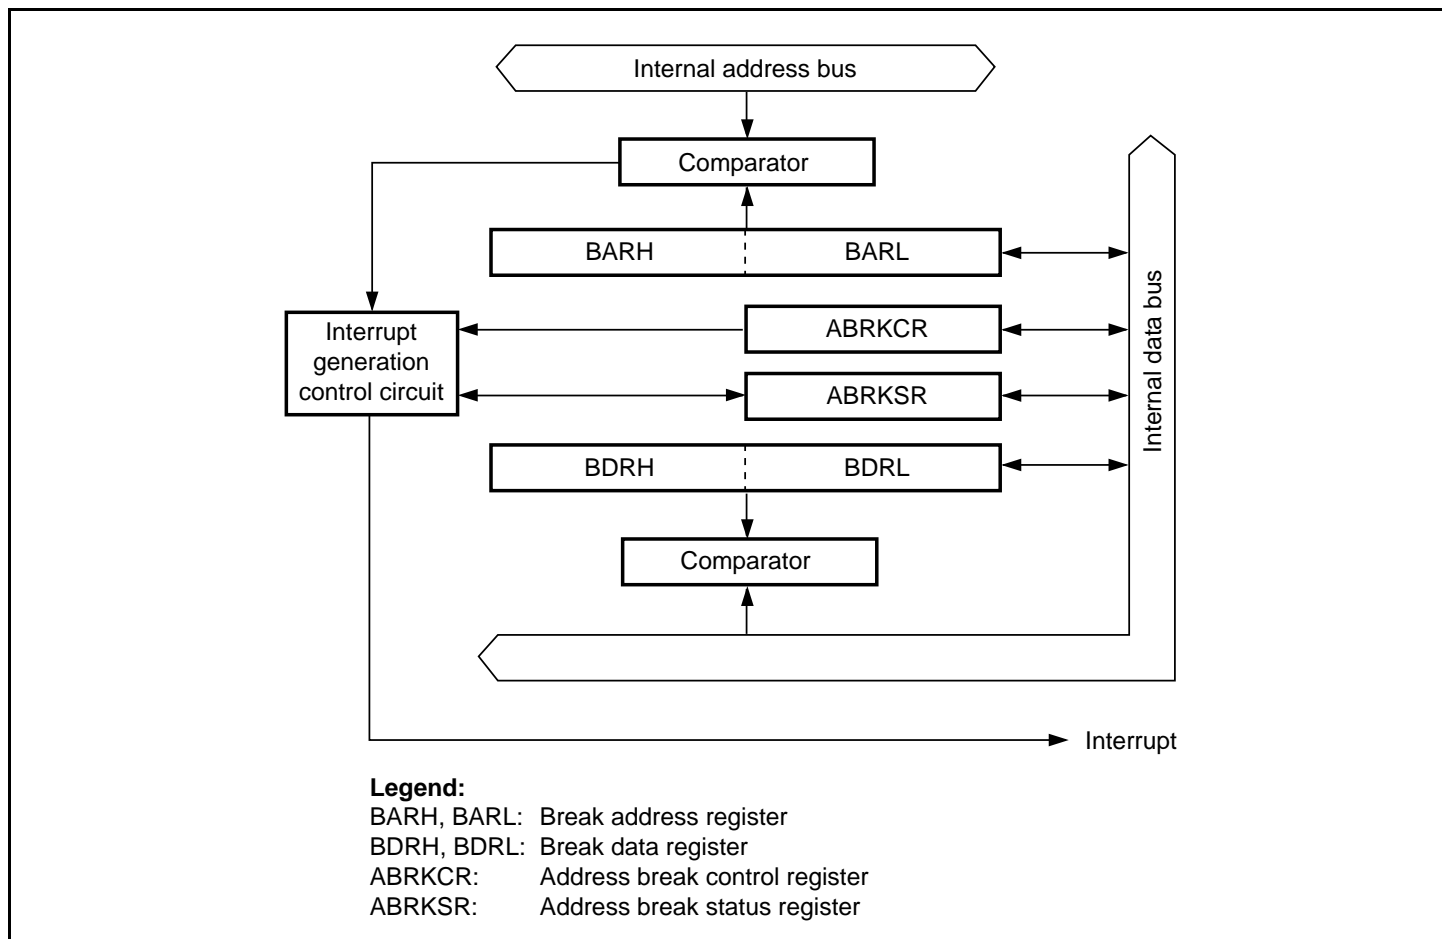 Internal address bus
Comparator
BARH BARL
Interrupt
generation
control circuit
ABRKCR
ABRKSR
Internal data bus
BDRH BDRL
Comparator
Interrupt
Legend:
BARH, BARL: Break address register
BDRH, BDRL: Break data register
ABRKCR: Address break control register
ABRKSR: Address break status register